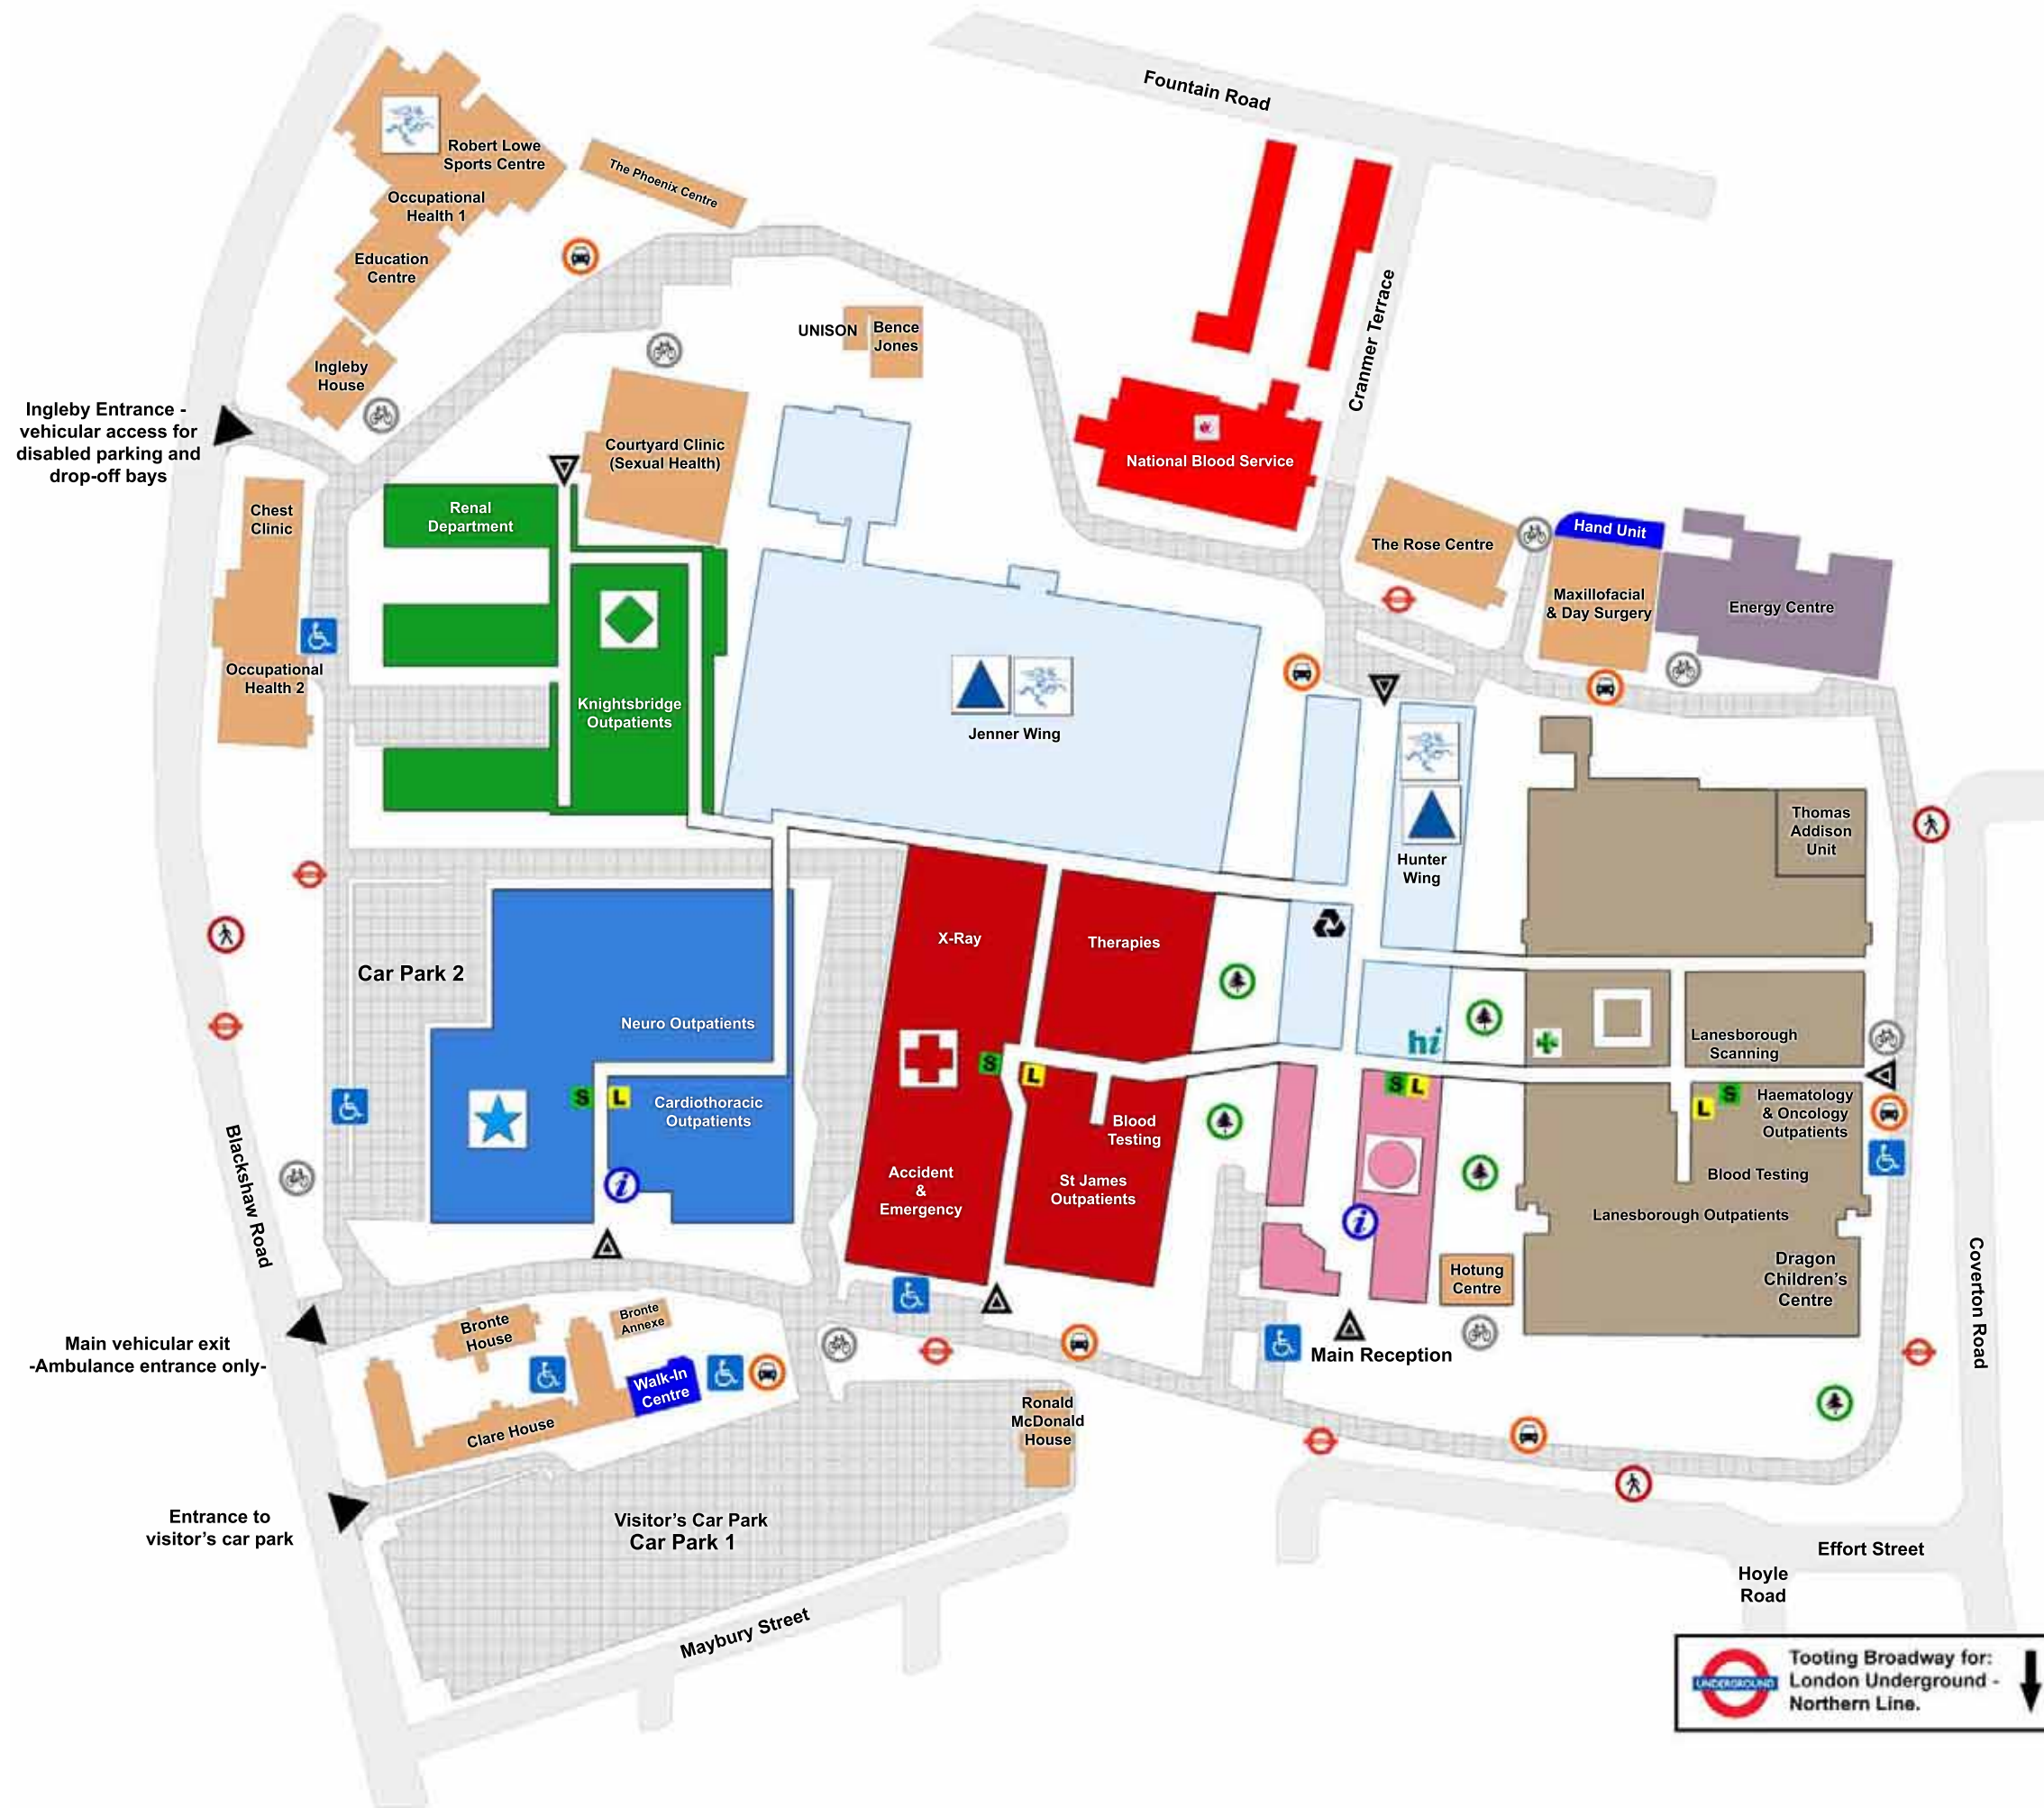 Fountain Road
Robert Lowe
Sports Centre
The Phoenix Centre
Occupational
Health 1
Education
Centre
Cranmer Terrace
UNISON
Bence
Jones
Ingleby
House
Ingleby Entrance -
vehicular access for
disabled parking and
drop-off bays
Courtyard Clinic
(Sexual Health)
National Blood Service
Chest
Clinic
Renal
Department
Hand Unit
The Rose Centre
Maxillofacial
& Day Surgery
Energy Centre
Occupational
Health 2
Knightsbridge
Outpatients
Jenner Wing
Thomas
Addison
Unit
Hunter
Wing
X-Ray
Therapies
Car Park 2
Neuro Outpatients
hi
Lanesborough
Scanning
S
L
S
L
Cardiothoracic
Outpatients
S
L
S
L
Haematology
& Oncology
Outpatients
Blood
Testing
Blood Testing
Blackshaw Road
i
Accident
&
Emergency
St James
Outpatients
i
Lanesborough Outpatients
Hotung
Centre
Dragon
Children's
Centre
Coverton Road
Bronte
House
Bronte
Annexe
Main vehicular exit
-Ambulance entrance only-
Main Reception
Walk-In
Centre
Clare House
Ronald
McDonald
House
Entrance to
visitor's car park
Visitor's Car Park
Car Park 1
Effort Street
Hoyle
Road
Maybury Street
UNDERGROUND
Tooting Broadway for:
London Underground -
Northern Line.